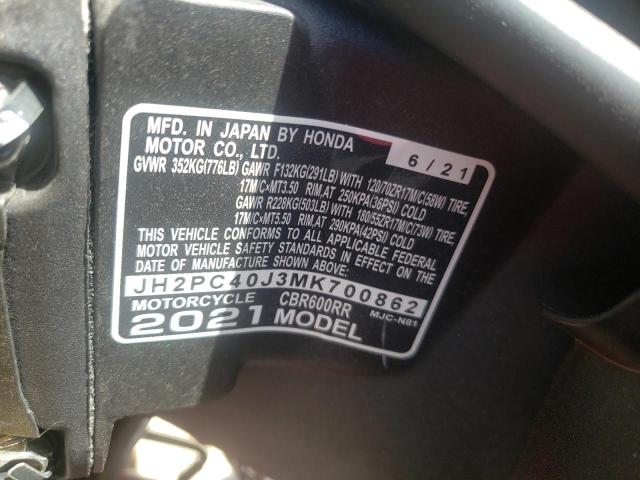 MFD. IN JAPAN BY HONDA
MOTOR CO., LTD. 6/21
GVWR 352KG(776LB) GAWR F132KG(291LB) WITH 120/70ZR17M/C(58W) TIRE,
17M/C×MT3.50 RIM,AT 250KPA(36PSI) COLD
GAWR R228KG(503LB) WITH 180/55ZR17M/C(73W) TIRE,
17M/C×MT5.50 RIM,AT 290KPA(42PSI) COLD
THIS VEHICLE CONFORMS TO ALL APPLICABLE FEDERAL
MOTOR VEHICLE SAFETY STANDARDS IN EFFECT ON THE
DATE OF MANUFACTURE SHOWN ABOVE:
JH2PC40J3MK700862
MOTORCYCLE CBR600RR MJC-N81
2021 MODEL